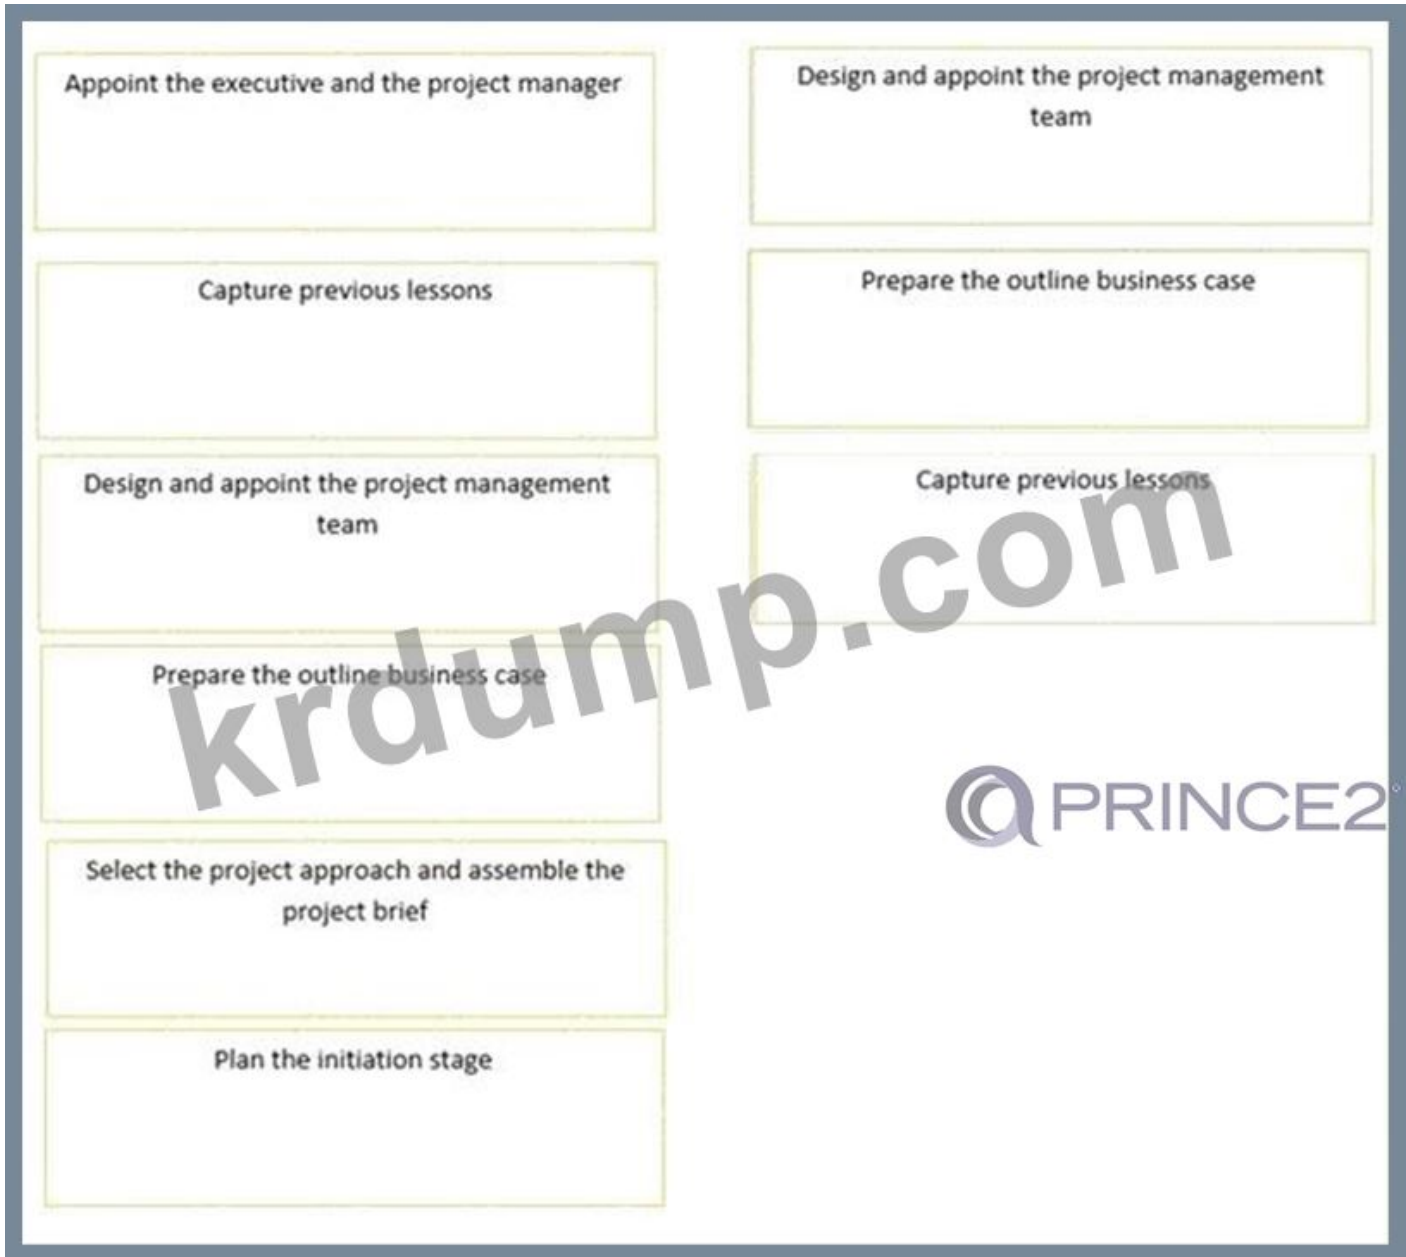 Appoint the executive and the project manager
Capture previous lessons
Design and appoint the project management
team
Prepare the outline business case
Select the project approach and assemble the
project brief
Plan the initiation stage
Design and appoint the project management
team
Prepare the outline business case
Capture previous lessons
krdump.com
PRINCE2